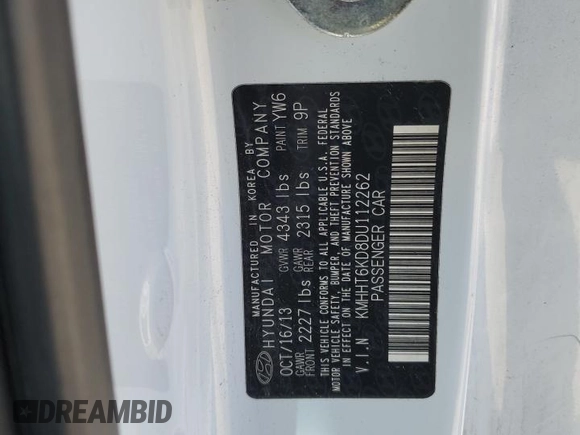 MANUFACTURED IN KOREA BY
HYUNDAI MOTOR COMPANY
OCT/16/13 GVWR 4343 lbs PAINT YW6
GAWR FRONT 2227lbs GAWR REAR 2315 lbs TRIM 9P
THIS VEHICLE CONFORMS TO ALL APPLICABLE U.S.A. FEDERAL
MOTOR VEHICLE SAFETY, BUMPER, AND THEFT PREVENTION STANDARDS
IN EFFECT ON THE DATE OF MANUFACTURE SHOWN ABOVE
V.I.N KMHHT6KD8DU112262
PASSENGER CAR
DREAMBID